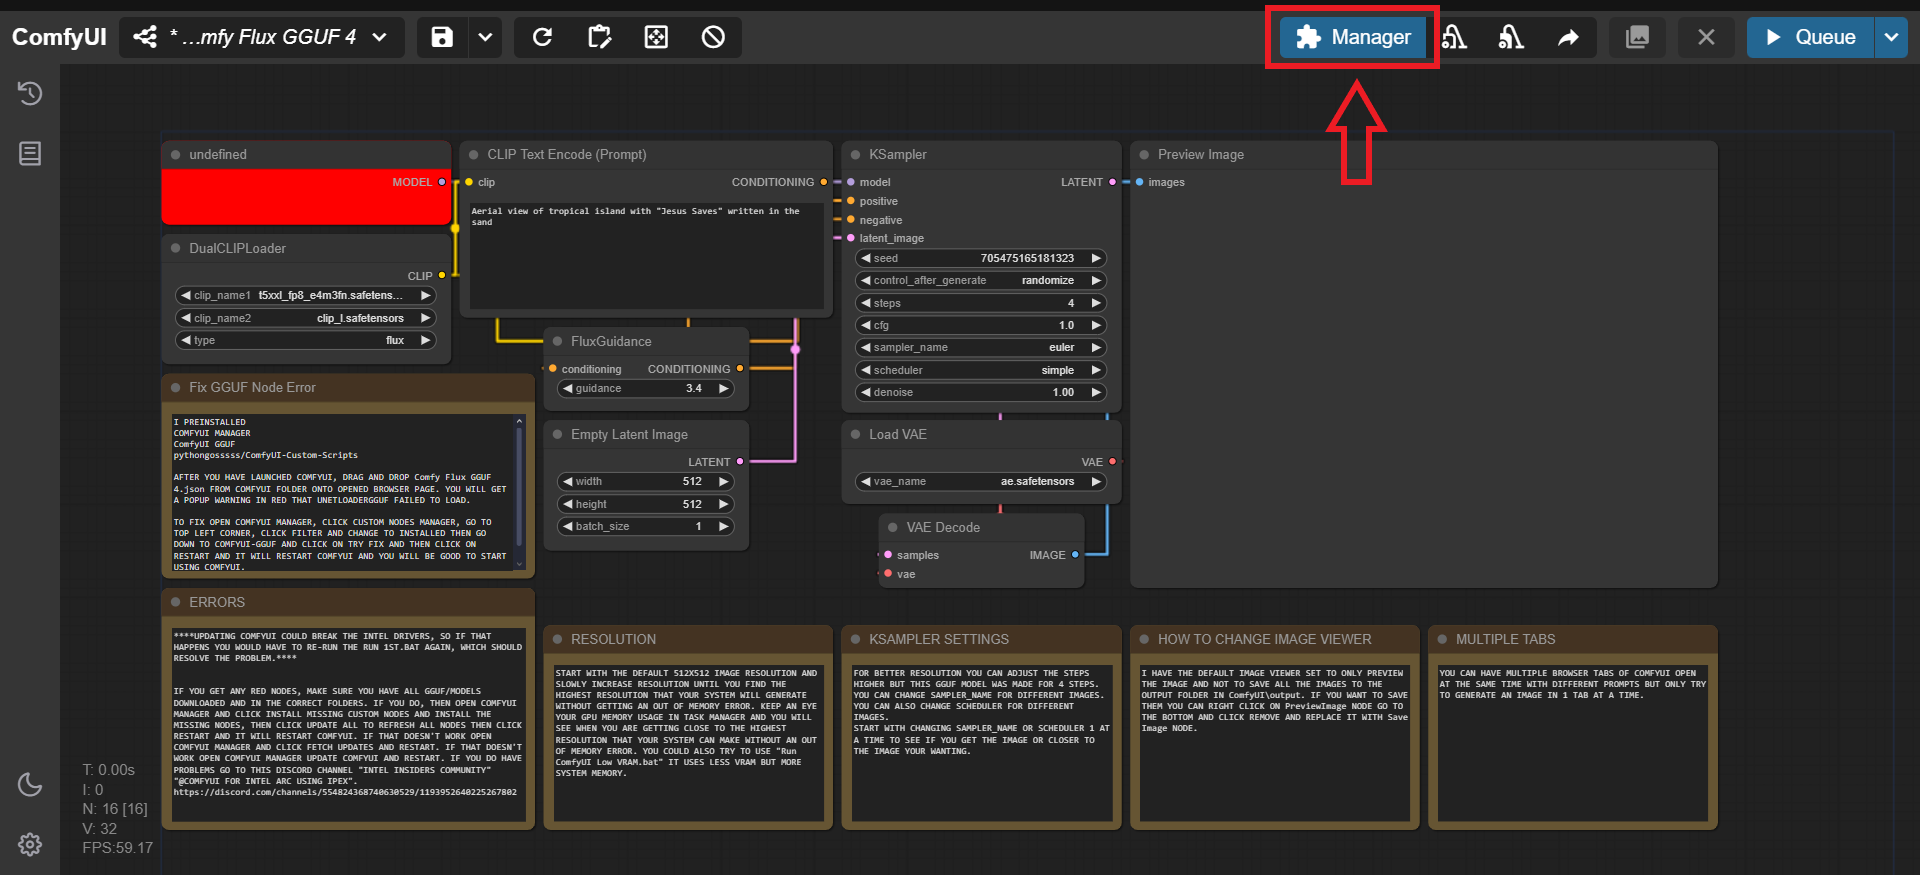 ComfyUI
* ...mfy Flux GGUF 4
Manager
Queue
undefined
MODEL
DualCLIPLoader
CLIP
clip_name1 t5xxl_fp8_e4m3fn.safetens...
clip_name2 clip_l.safetensors
type flux
CLIP Text Encode (Prompt)
clip CONDITIONING
Aerial view of tropical island with "Jesus Saves" written in the
sand
FluxGuidance
conditioning CONDITIONING
guidance 3.4
Empty Latent Image
LATENT
width 512
height 512
batch_size 1
KSampler
model LATENT
positive
negative
latent_image
seed 705475165181323
control_after_generate randomize
steps 4
cfg 1.0
sampler_name euler
scheduler simple
denoise 1.00
Load VAE
VAE
vae_name ae.safetensors
VAE Decode
samples IMAGE
vae
Preview Image
images
Fix GGUF Node Error
I PREINSTALLED
COMFYUI MANAGER
ComfyUI GGUF
pythongosssss/ComfyUI-Custom-Scripts
AFTER YOU HAVE LAUNCHED COMFYUI, DRAG AND DROP Comfy Flux GGUF
4.json FROM COMFYUI FOLDER ONTO OPENED BROWSER PAGE. YOU WILL GET
A POPUP WARNING IN RED THAT UNETLOADERGGUF FAILED TO LOAD.
TO FIX OPEN COMFYUI MANAGER, CLICK CUSTOM NODES MANAGER, GO TO
TOP LEFT CORNER, CLICK FILTER AND CHANGE TO INSTALLED THEN GO
DOWN TO COMFYUI-GGUF AND CLICK ON TRY FIX AND THEN CLICK ON
RESTART AND IT WILL RESTART COMFYUI AND YOU WILL BE GOOD TO START
USING COMFYUI.
ERRORS
****UPDATING COMFYUI COULD BREAK THE INTEL DRIVERS, SO IF THAT
HAPPENS YOU WOULD HAVE TO RE-RUN THE RUN 1ST.BAT AGAIN, WHICH SHOULD
RESOLVE THE PROBLEM.****
IF YOU GET ANY RED NODES, MAKE SURE YOU HAVE ALL GGUF/MODELS
DOWNLOADED AND IN THE CORRECT FOLDERS. IF YOU DO, THEN OPEN COMFYUI
MANAGER AND CLICK INSTALL MISSING CUSTOM NODES AND INSTALL THE
MISSING NODES, THEN CLICK UPDATE ALL TO REFRESH ALL NODES THEN CLICK
RESTART AND IT WILL RESTART COMFYUI. IF THAT DOESN'T WORK OPEN
COMFYUI MANAGER AND CLICK FETCH UPDATES AND RESTART. IF THAT DOESN'T
WORK OPEN COMFYUI MANAGER UPDATE COMFYUI AND RESTART. IF YOU DO HAVE
PROBLEMS GO TO THIS DISCORD CHANNEL "INTEL INSIDERS COMMUNITY"
"@COMFYUI FOR INTEL ARC USING IPEX".
https://discord.com/channels/554824368740630529/1193952640225267802
RESOLUTION
START WITH THE DEFAULT 512X512 IMAGE RESOLUTION AND
SLOWLY INCREASE RESOLUTION UNTIL YOU FIND THE
HIGHEST RESOLUTION THAT YOUR SYSTEM WILL GENERATE
WITHOUT GETTING AN OUT OF MEMORY ERROR. KEEP AN EYE
YOUR GPU MEMORY USAGE IN TASK MANAGER AND YOU WILL
SEE WHEN YOU ARE GETTING CLOSE TO THE HIGHEST
RESOLUTION THAT YOUR SYSTEM CAN MAKE WITHOUT AN OUT
OF MEMORY ERROR. YOU COULD ALSO TRY TO USE "Run
ComfyUI Low VRAM.bat" IT USES LESS VRAM BUT MORE
SYSTEM MEMORY.
KSAMPLER SETTINGS
FOR BETTER RESOLUTION YOU CAN ADJUST THE STEPS
HIGHER BUT THIS GGUF MODEL WAS MADE FOR 4 STEPS.
YOU CAN CHANGE SAMPLER_NAME FOR DIFFERENT IMAGES.
YOU CAN ALSO CHANGE SCHEDULER FOR DIFFERENT
IMAGES.
START WITH CHANGING SAMPLER_NAME OR SCHEDULER 1 AT
A TIME TO SEE IF YOU GET THE IMAGE OR CLOSER TO
THE IMAGE YOUR WANTING.
HOW TO CHANGE IMAGE VIEWER
I HAVE THE DEFAULT IMAGE VIEWER SET TO ONLY PREVIEW
THE IMAGE AND NOT TO SAVE ALL THE IMAGES TO THE
OUTPUT FOLDER IN ComfyUI\output. IF YOU WANT TO SAVE
THEM YOU CAN RIGHT CLICK ON PreviewImage NODE GO TO
THE BOTTOM AND CLICK REMOVE AND REPLACE IT WITH Save
Image NODE.
MULTIPLE TABS
YOU CAN HAVE MULTIPLE BROWSER TABS OF COMFYUI OPEN
AT THE SAME TIME WITH DIFFERENT PROMPTS BUT ONLY TRY
TO GENERATE AN IMAGE IN 1 TAB AT A TIME.
T: 0.00s
I: 0
N: 16 [16]
V: 32
FPS:59.17